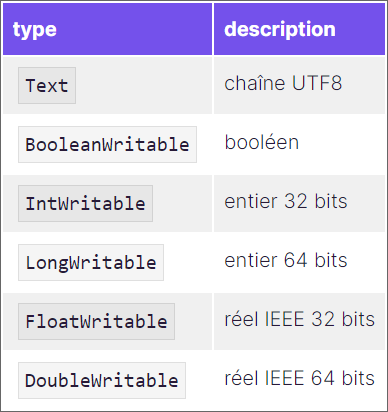 type description
Text chaîne UTF8
BooleanWritable booléen
IntWritable entier 32 bits
LongWritable entier 64 bits
FloatWritable réel IEEE 32 bits
DoubleWritable réel IEEE 64 bits